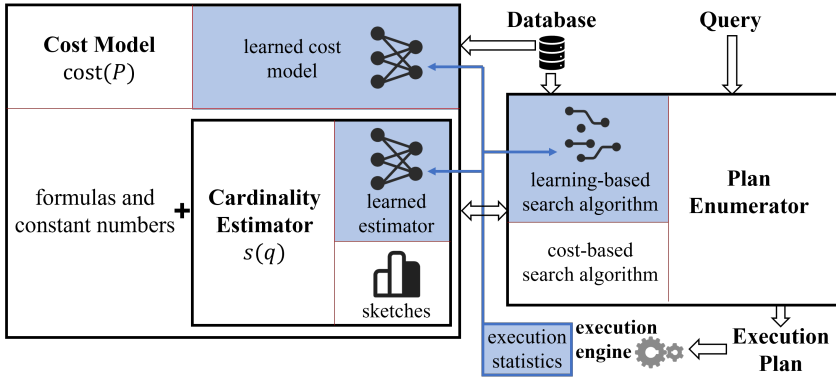 Cost Model
cost(P)
learned cost
model
formulas and
constant numbers
+
Cardinality
Estimator
s(q)
learned
estimator
sketches
Database
Query
learning-based
search algorithm
cost-based
search algorithm
Plan
Enumerator
Execution
Plan
execution
engine
execution
statistics